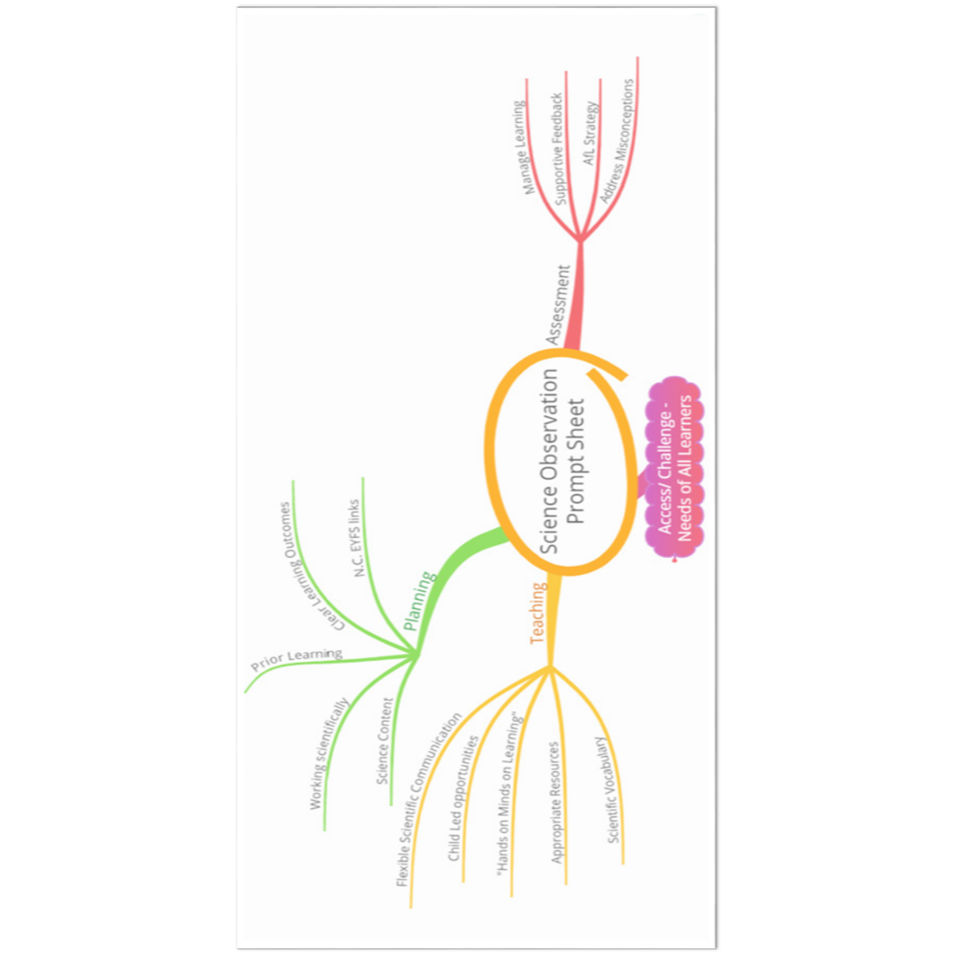 Science Observation
Prompt Sheet
Assessment
Manage Learning
Supportive Feedback
AfL Strategy
Address Misconceptions
Access/ Challenge -
Needs of All Learners
Teaching
Flexible Scientific Communication
Child Led opportunities
"Hands on Minds on Learning"
Appropriate Resources
Scientific Vocabulary
Planning
N.C. EYFS links
Clear Learning Outcomes
Prior Learning
Working scientifically
Science Content